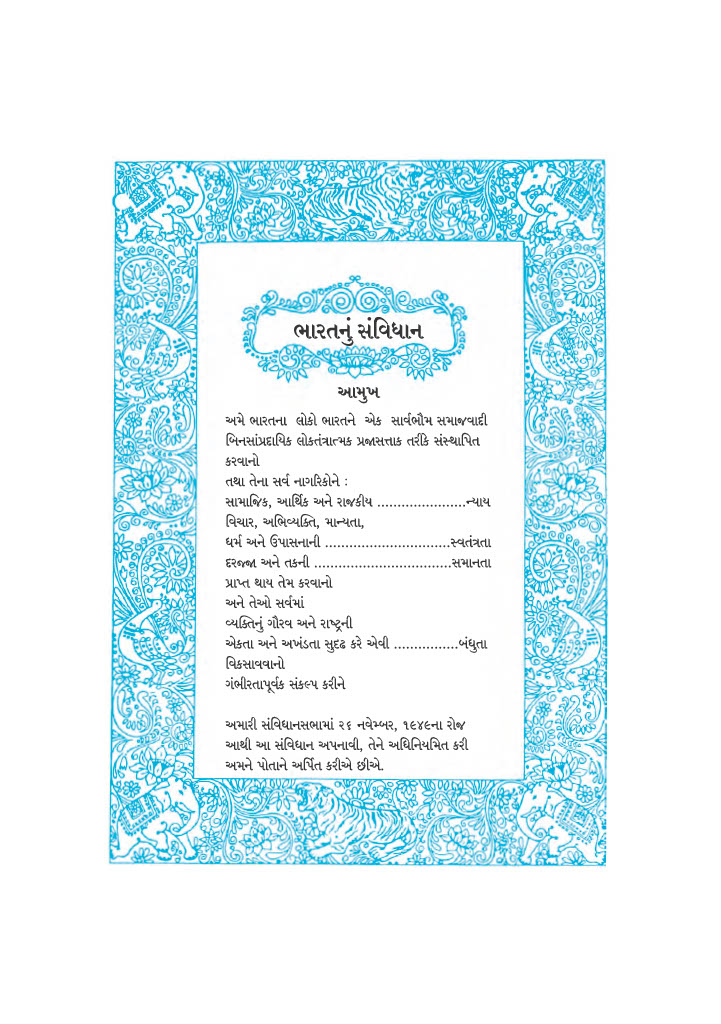 ભારતનું સંવિધાન
આમુખ
અમે ભારતના લોકો ભારતને એક સાર્વભૌમ સમાજવાદી
બિનસાંપ્રદાયિક લોકતંત્રાત્મક પ્રજાસત્તાક તરીકે સંસ્થાપિત
કરવાનો
તથા તેના સર્વ નાગરિકોને :
સામાજિક, આર્થિક અને રાજકીય ......................ન્યાય
વિચાર, અભિવ્યક્તિ, માન્યતા,
ધર્મ અને ઉપાસનાની ...............................સ્વતંત્રતા
દરજ્જા અને તકની ..................................સમાનતા
પ્રાપ્ત થાય તેમ કરવાનો
અને તેઓ સર્વમાં
વ્યક્તિનું ગૌરવ અને રાષ્ટ્રની
એકતા અને અખંડતા સુદૃઢ કરે એવી ................બંધુતા
વિકસાવવાનો
ગંભીરતાપૂર્વક સંકલ્પ કરીને
અમારી સંવિધાનસભામાં ૨૬ નવેમ્બર, ૧૯૪૯ના રોજ
આથી આ સંવિધાન અપનાવી, તેને અધિનિયમિત કરી
અમને પોતાને અર્પિત કરીએ છીએ.